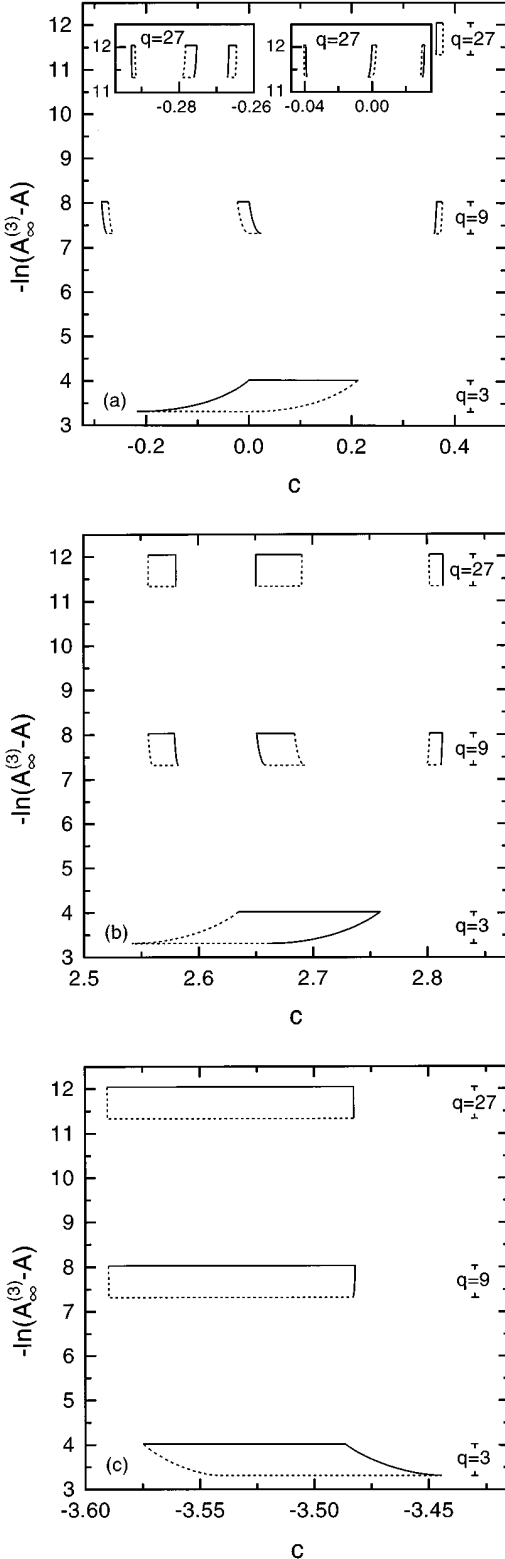 12
q=27
12
q=27
12
q=27
11
11
11
-0.28
-0.26
-0.04
0.00
10
9
8
q=9
7
6
5
4
(a)
q=3
3
-0.2
0.0
0.2
0.4
-ln(A∞^(3)-A)
c
12
q=27
11
10
9
8
q=9
7
6
5
4
(b)
q=3
3
2.5
2.6
2.7
2.8
-ln(A∞^(3)-A)
c
12
q=27
11
10
9
8
q=9
7
6
5
4
(c)
q=3
3
-3.60
-3.55
-3.50
-3.45
-ln(A∞^(3)-A)
c